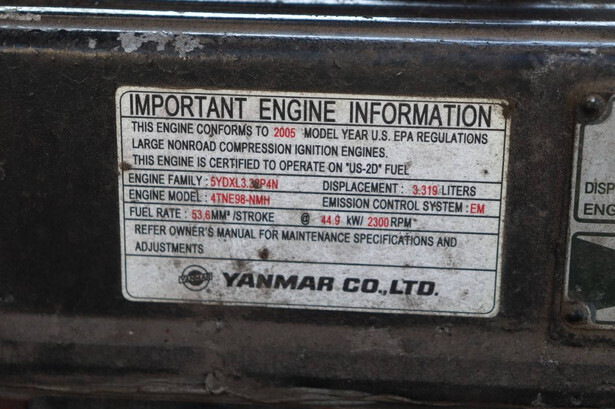 IMPORTANT ENGINE INFORMATION
THIS ENGINE CONFORMS TO 2005 MODEL YEAR U.S. EPA REGULATIONS
LARGE NONROAD COMPRESSION IGNITION ENGINES.
THIS ENGINE IS CERTIFIED TO OPERATE ON "US-2D" FUEL
ENGINE FAMILY : DISPLACEMENT : 3.319 LITERS
ENGINE MODEL : 4TNE98-NMH EMISSION CONTROL SYSTEM : EM
FUEL RATE : 53.6 MM³ /STROKE @ 44.9 kW/ 2300 RPM
REFER OWNER'S MANUAL FOR MAINTENANCE SPECIFICATIONS AND
ADJUSTMENTS
YANMAR CO.,LTD.
DISP
ENG